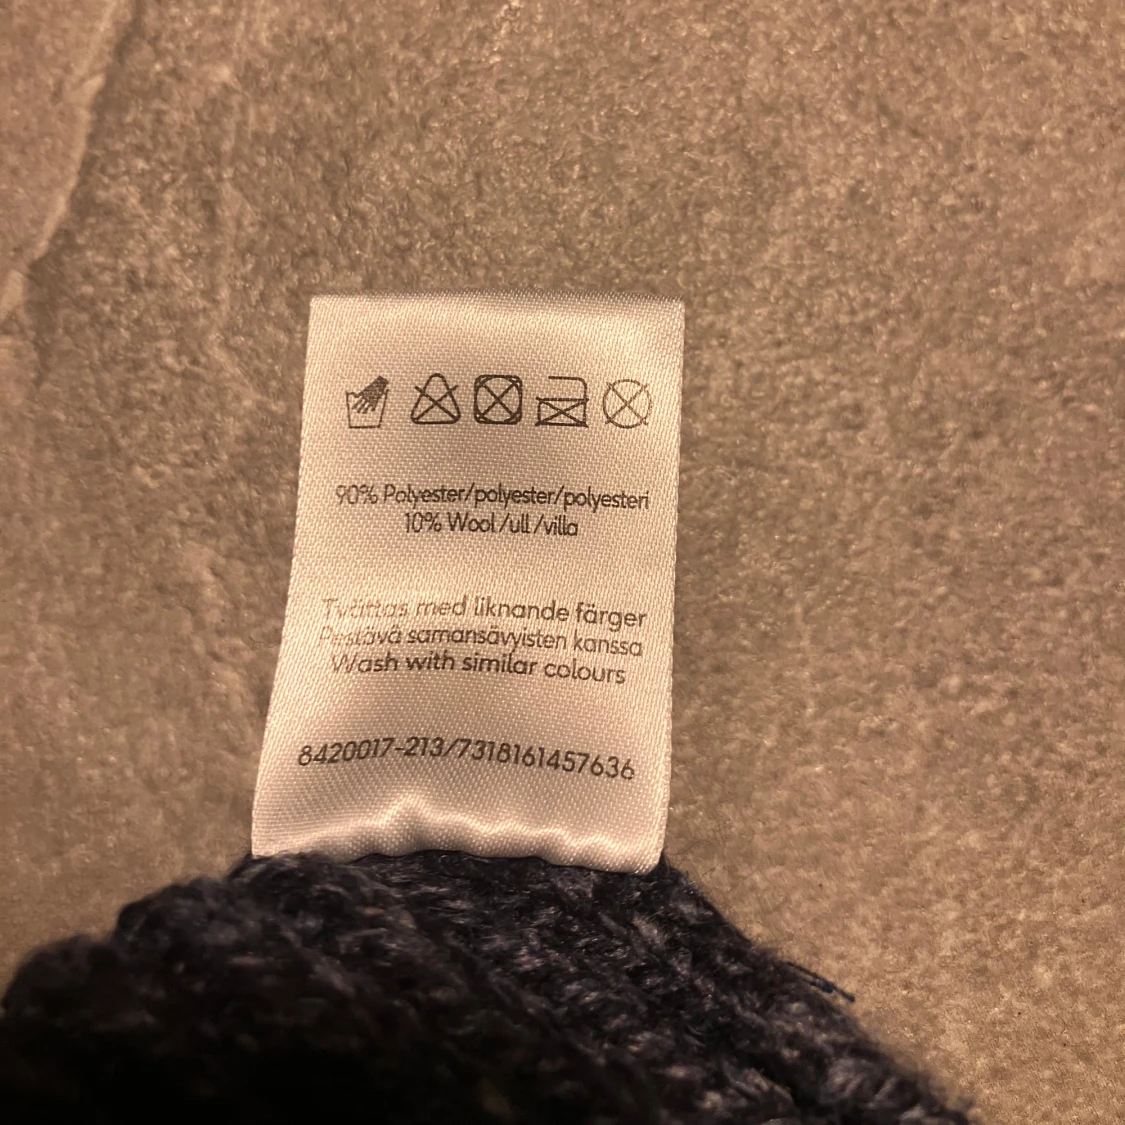 90% Polyester/polyester/polyesteri
10% Wool/ull/villa
Tvättas med liknande färger
Pestävä samansävyisten kanssa
Wash with similar colours
8420017-213/7318161457636